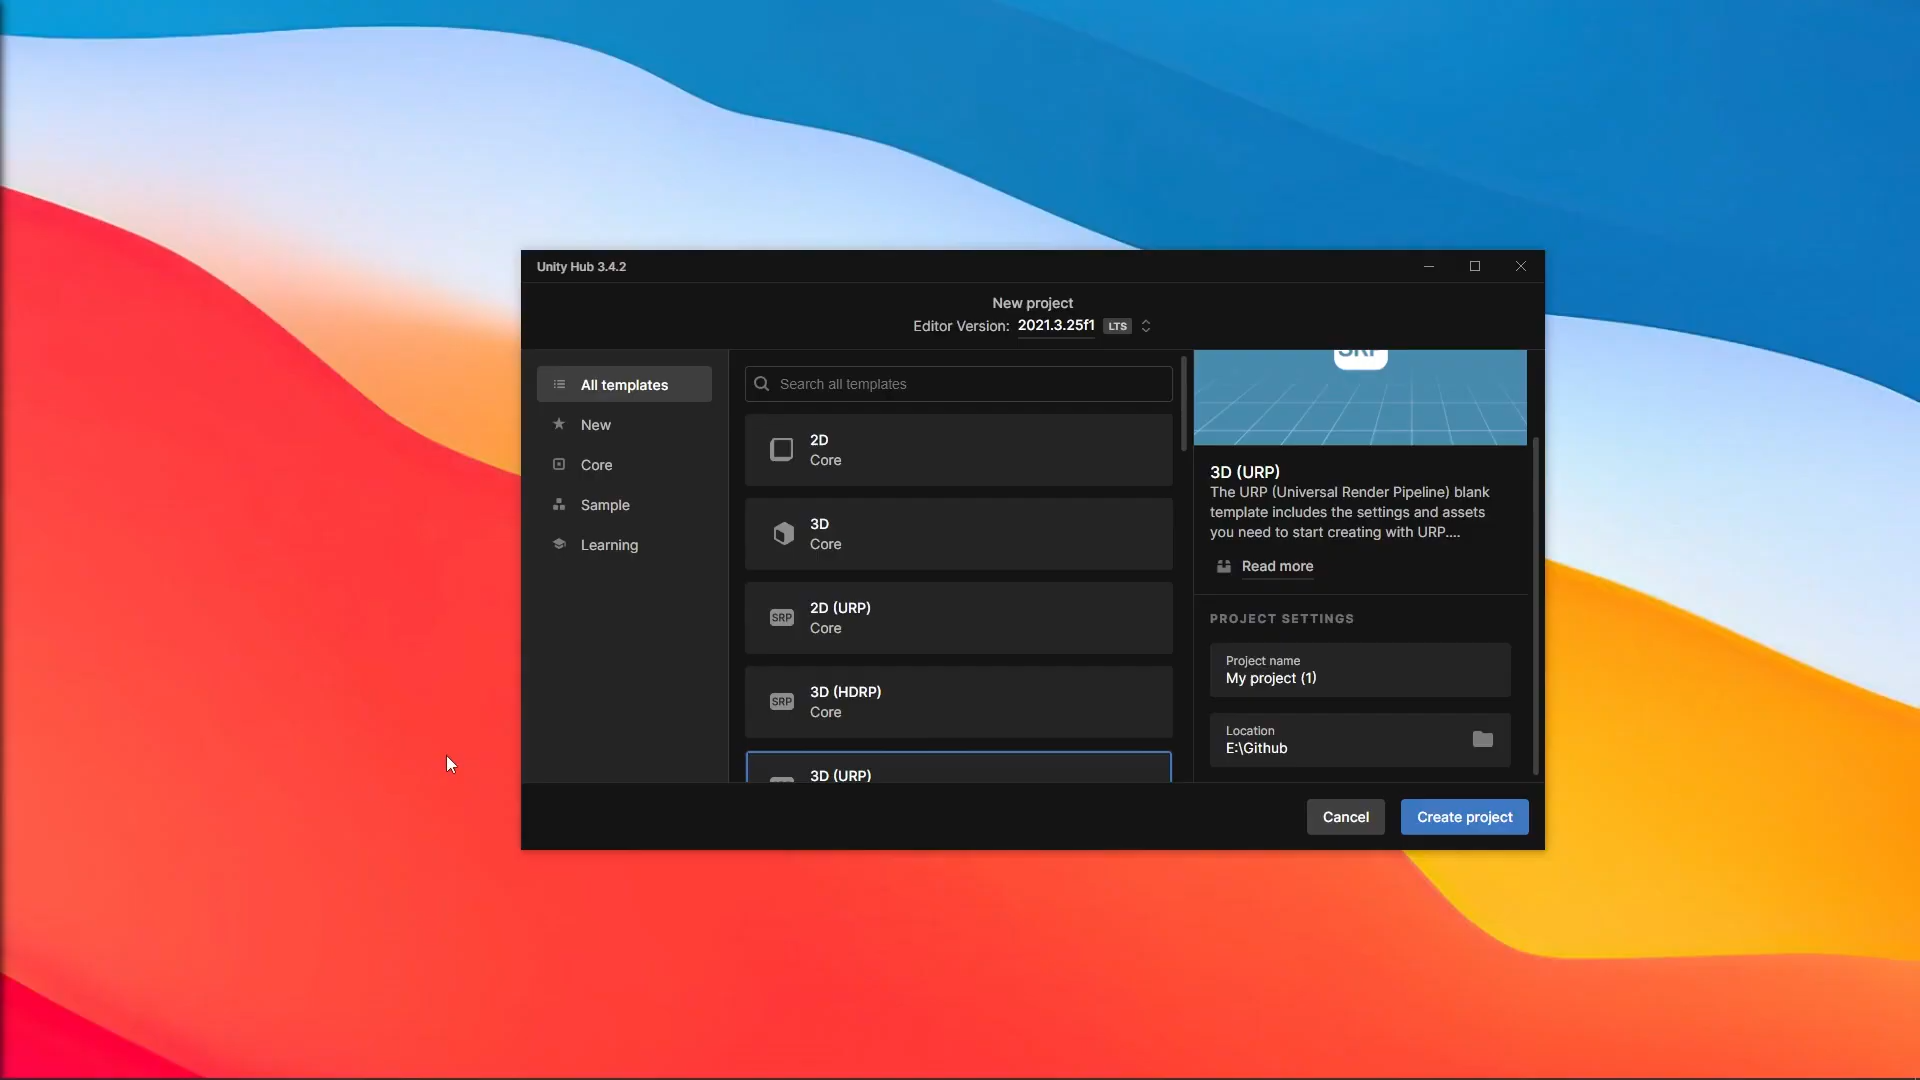 Unity Hub 3.4.2
New project
Editor Version: 2021.3.25f1 LTS
All templates
New
Core
Sample
Learning
Search all templates
2D
Core
3D
Core
SRP
2D (URP)
Core
SRP
3D (HDRP)
Core
3D (URP)
SRP
3D (URP)
The URP (Universal Render Pipeline) blank
template includes the settings and assets
you need to start creating with URP....
Read more
PROJECT SETTINGS
Project name
My project (1)
Location
E:\Github
Cancel
Create project